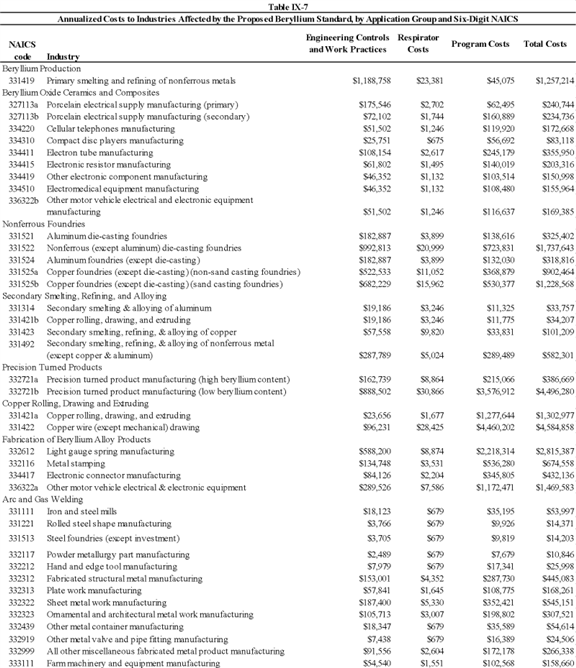 Table IX-7
Annualized Costs to Industries Affected by the Proposed Beryllium Standard, by Application Group and Six-Digit NAICS
NAICS code Industry Engineering Controls and Work Practices Respirator Costs Program Costs Total Costs
Beryllium Production
331419 Primary smelting and refining of nonferrous metals $1,188,758 $23,381 $45,075 $1,257,214
Beryllium Oxide Ceramics and Composites
327113a Porcelain electrical supply manufacturing (primary) $175,546 $2,702 $62,495 $240,744
327113b Porcelain electrical supply manufacturing (secondary) $72,102 $1,744 $160,889 $234,736
334220 Cellular telephones manufacturing $51,502 $1,246 $119,920 $172,668
334310 Compact disc players manufacturing $25,751 $675 $56,692 $83,118
334411 Electron tube manufacturing $108,154 $2,617 $245,179 $355,950
334415 Electronic resistor manufacturing $61,802 $1,495 $140,019 $203,316
334419 Other electronic component manufacturing $46,352 $1,132 $103,514 $150,998
334510 Electromedical equipment manufacturing $46,352 $1,132 $108,480 $155,964
336322b Other motor vehicle electrical and electronic equipment
manufacturing $51,502 $1,246 $116,637 $169,385
Nonferrous Foundries
331521 Aluminum die-casting foundries $182,887 $3,899 $138,616 $325,402
331522 Nonferrous (except aluminum) die-casting foundries $992,813 $20,999 $723,831 $1,737,643
331524 Aluminum foundries (except die-casting) $182,887 $3,899 $132,030 $318,816
331525a Copper foundries (except die-casting) (non-sand casting foundries) $522,533 $11,052 $368,879 $902,464
331525b Copper foundries (except die-casting) (sand casting foundries) $682,229 $15,962 $530,377 $1,228,568
Secondary Smelting, Refining, and Alloying
331314 Secondary smelting & alloying of aluminum $19,186 $3,246 $11,325 $33,757
331421b Copper rolling, drawing, and extruding $19,186 $3,246 $11,775 $34,207
331423 Secondary smelting, refining, & alloying of copper $57,558 $9,820 $33,831 $101,209
331492 Secondary smelting, refining, & alloying of nonferrous metal
(except copper & aluminum) $287,789 $5,024 $289,489 $582,301
Precision Turned Products
332721a Precision turned product manufacturing (high beryllium content) $162,739 $8,864 $215,066 $386,669
332721b Precision turned product manufacturing (low beryllium content) $888,502 $30,866 $3,576,912 $4,496,280
Copper Rolling, Drawing and Extruding
331421a Copper rolling, drawing, and extruding $23,656 $1,677 $1,277,644 $1,302,977
331422 Copper wire (except mechanical) drawing $96,231 $28,425 $4,460,202 $4,584,858
Fabrication of Beryllium Alloy Products
332612 Light gauge spring manufacturing $588,200 $8,874 $2,218,314 $2,815,387
332116 Metal stamping $134,748 $3,531 $536,280 $674,558
334417 Electronic connector manufacturing $84,126 $2,204 $345,805 $432,136
336322a Other motor vehicle electrical & electronic equipment $289,526 $7,586 $1,172,471 $1,469,583
Arc and Gas Welding
331111 Iron and steel mills $18,123 $679 $35,195 $53,997
331221 Rolled steel shape manufacturing $3,766 $679 $9,926 $14,371
331513 Steel foundries (except investment) $3,705 $679 $9,819 $14,203
332117 Powder metallurgy part manufacturing $2,489 $679 $7,679 $10,846
332212 Hand and edge tool manufacturing $7,979 $679 $17,341 $25,998
332312 Fabricated structural metal manufacturing $153,001 $4,352 $287,730 $445,083
332313 Plate work manufacturing $57,841 $1,645 $108,775 $168,261
332322 Sheet metal work manufacturing $187,400 $5,330 $352,421 $545,151
332323 Ornamental and architectural metal work manufacturing $105,713 $3,007 $198,802 $307,521
332439 Other metal container manufacturing $18,347 $679 $35,589 $54,614
332919 Other metal valve and pipe fitting manufacturing $7,438 $679 $16,389 $24,506
332999 All other miscellaneous fabricated metal product manufacturing $91,556 $2,604 $172,178 $266,338
333111 Farm machinery and equipment manufacturing $54,540 $1,551 $102,568 $158,660